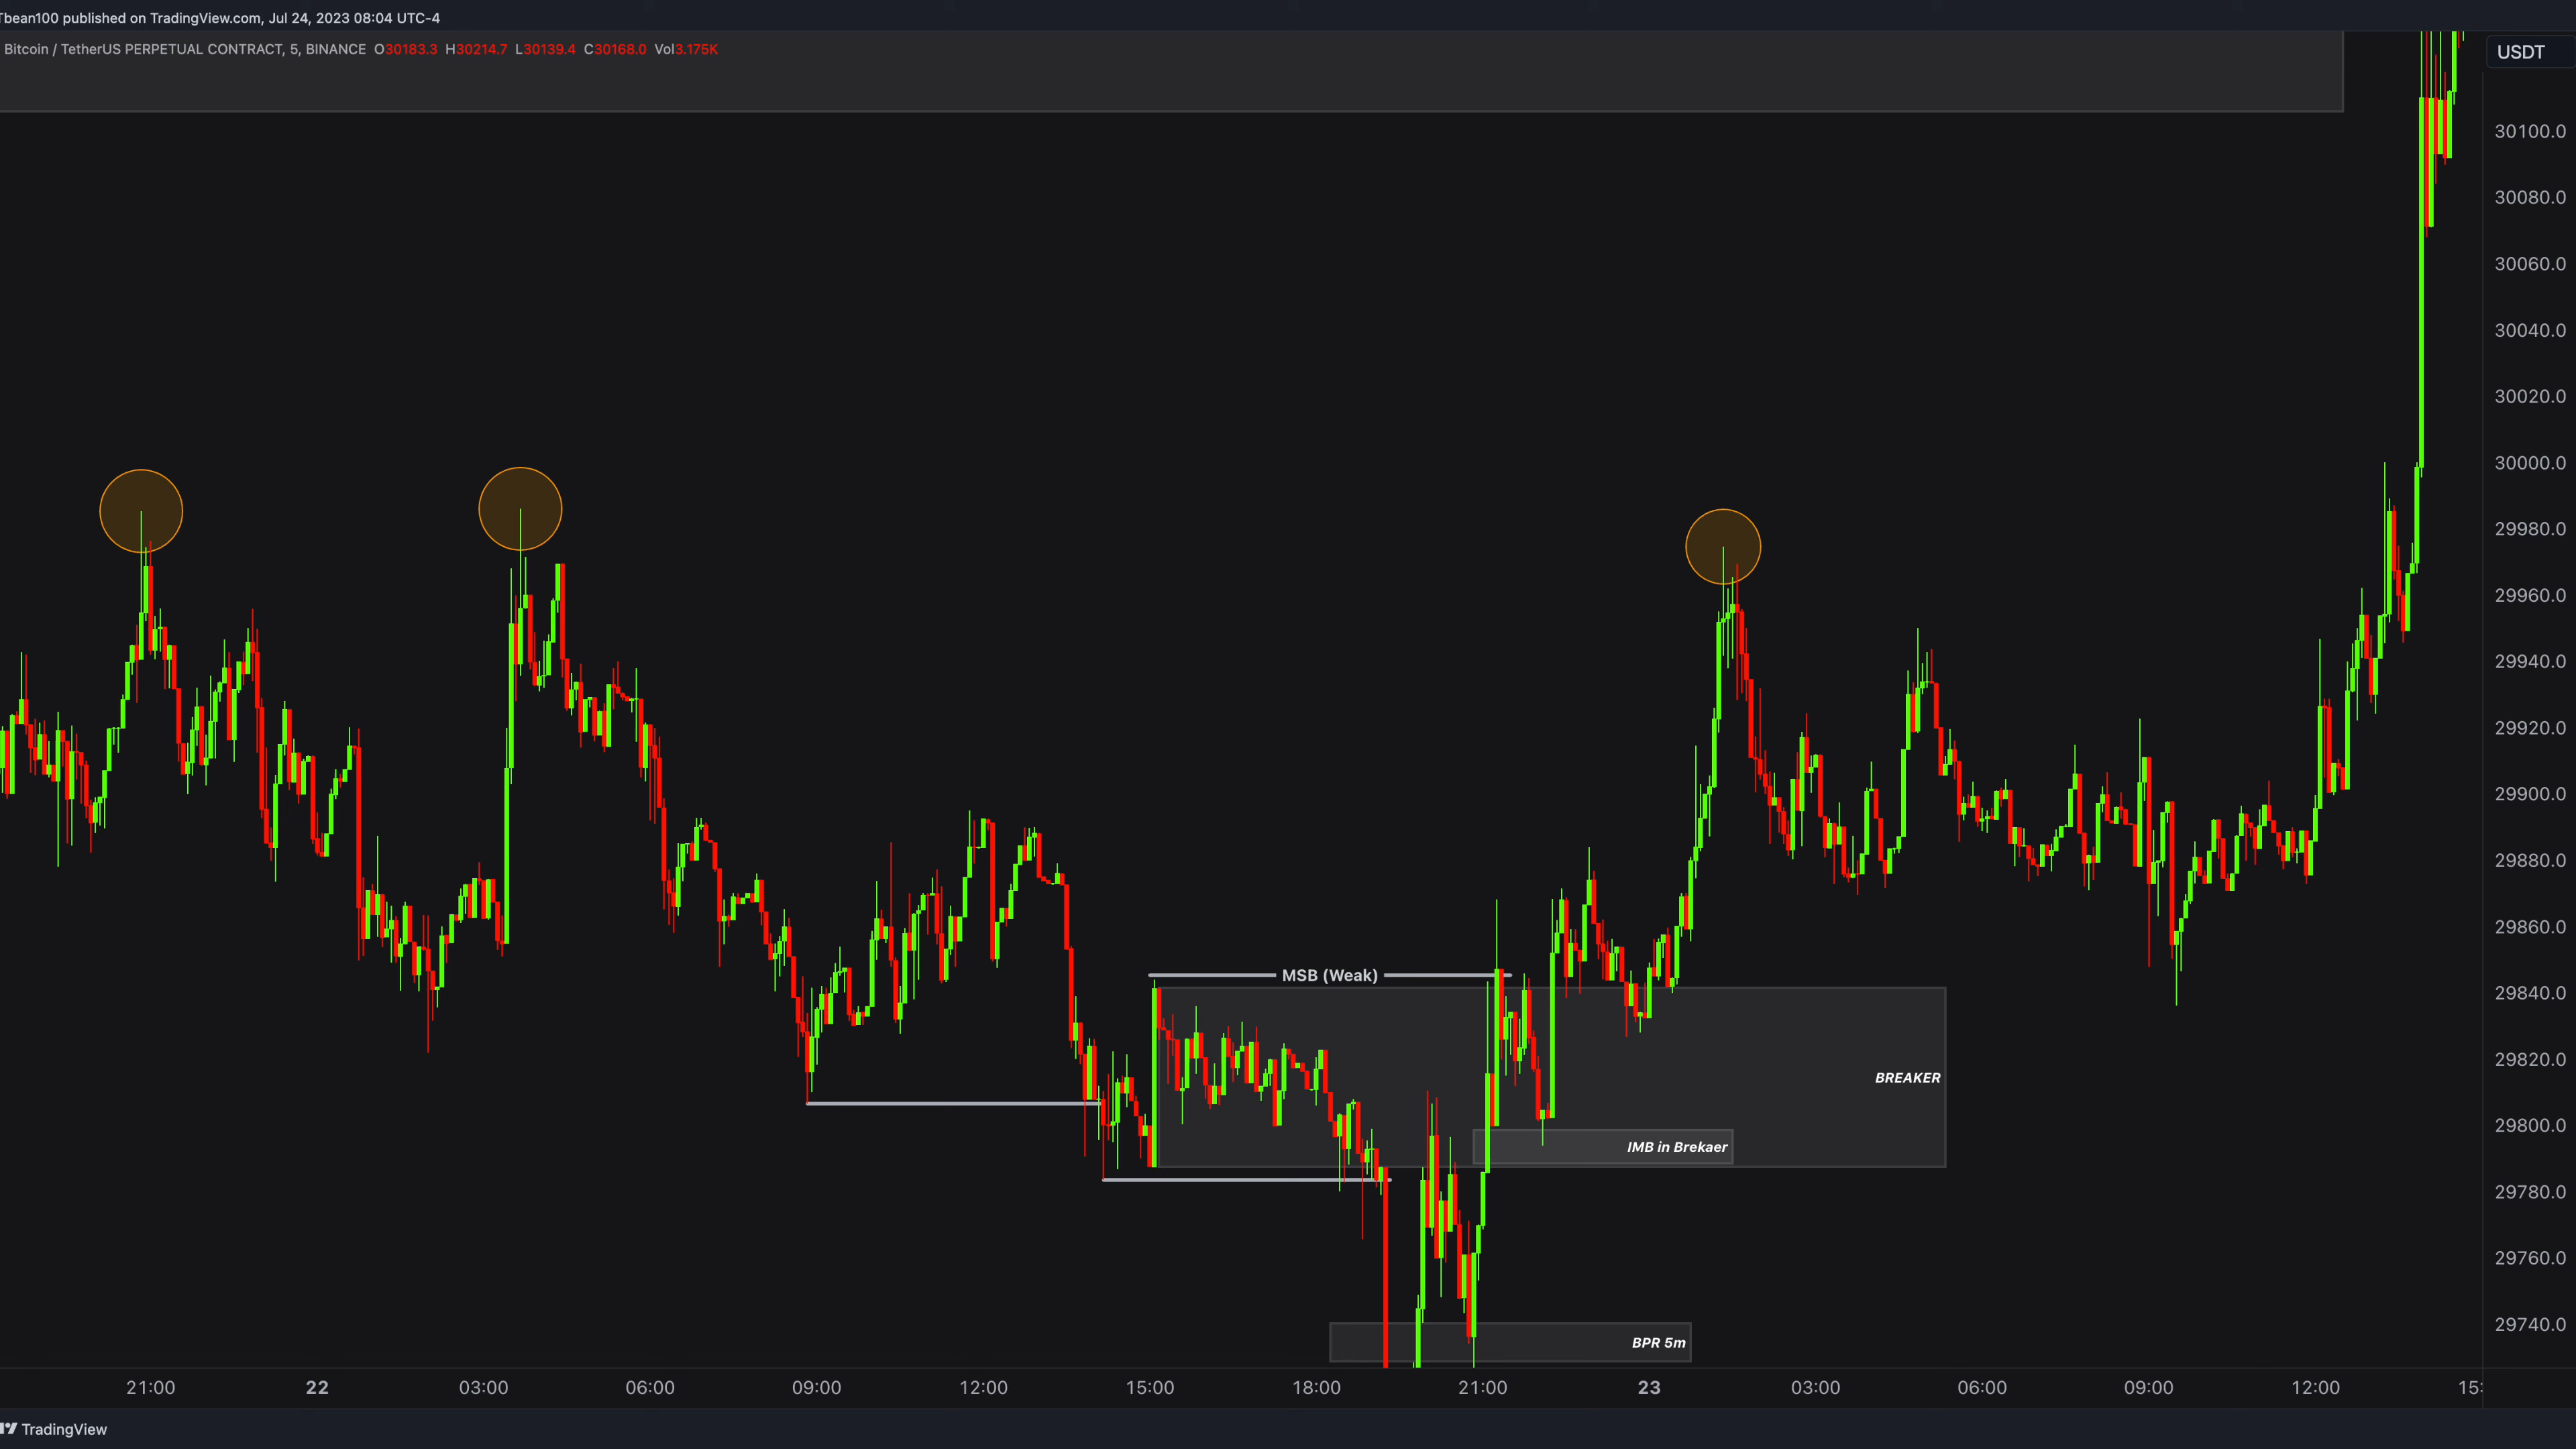 Tbean100 published on TradingView.com, Jul 24, 2023 08:04 UTC-4
Bitcoin / TetherUS PERPETUAL CONTRACT, 5, BINANCE O30183.3 H30214.7 L30139.4 C30168.0 Vol3.175K
USDT
30100.0
30080.0
30060.0
30040.0
30020.0
30000.0
29980.0
29960.0
29940.0
29920.0
29900.0
29880.0
29860.0
MSB (Weak)
29840.0
29820.0
BREAKER
29800.0
IMB in Brekaer
29780.0
29760.0
29740.0
BPR 5m
21:00 22 03:00 06:00 09:00 12:00 15:00 18:00 21:00 23 03:00 06:00 09:00 12:00 15:
TradingView